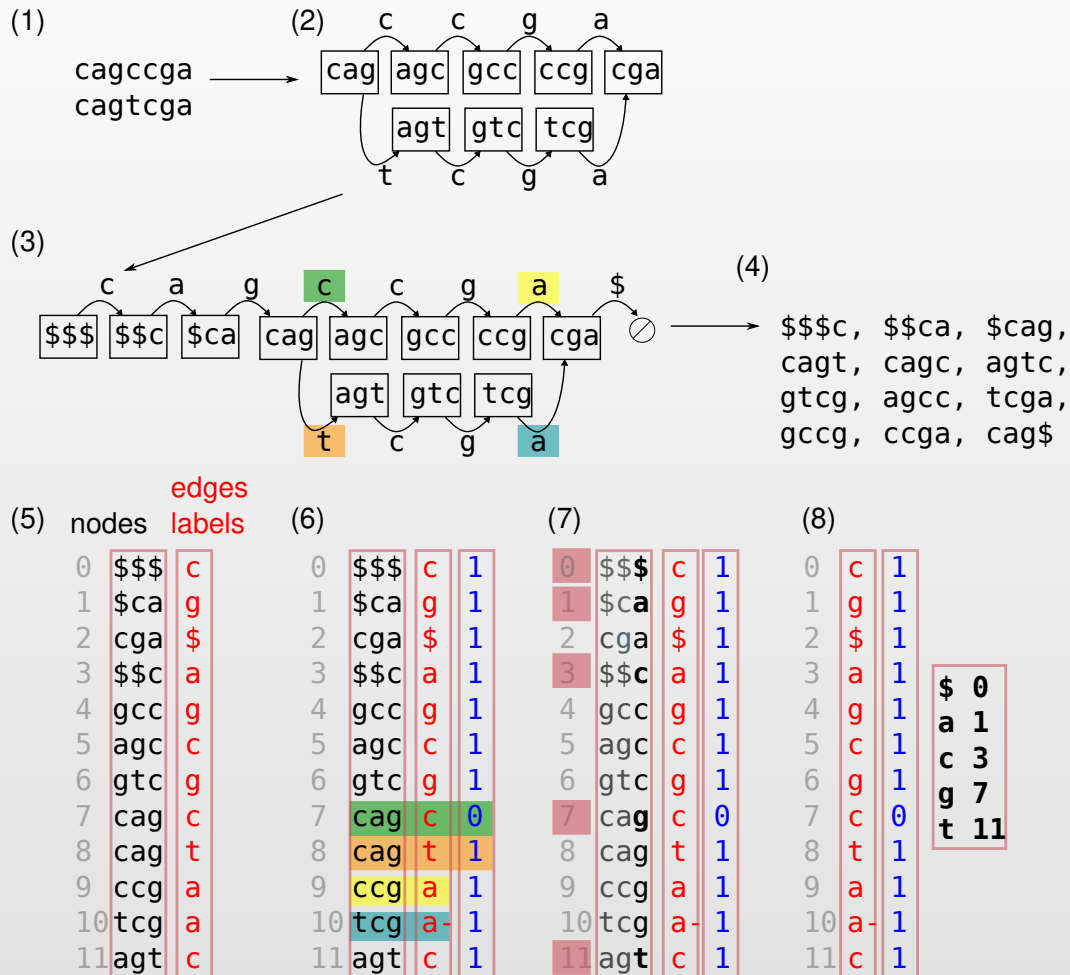 (1)
(2)
c c g a
cagccga
cagtcga
cag agc gcc ccg cga
agt gtc tcg
t c g a
(3)
(4)
c a g c c g a $
$$$ $$c $ca cag agc gcc ccg cga ∅
agt gtc tcg
t c g a
$$$c, $$ca, $cag,
cagt, cagc, agtc,
gtcg, agcc, tcga,
gccg, ccga, cag$
(5)
nodes
edges
labels
0 $$$ c
1 $ca g
2 cga $
3 $$c a
4 gcc g
5 agc c
6 gtc g
7 cag c
8 cag t
9 ccg a
10 tcg a
11 agt c
(6)
0 $$$ c 1
1 $ca g 1
2 cga $ 1
3 $$c a 1
4 gcc g 1
5 agc c 1
6 gtc g 1
7 cag c 0
8 cag t 1
9 ccg a 1
10 tcg a- 1
11 agt c 1
(7)
0 $$$ c 1
1 $ca g 1
2 cga $ 1
3 $$c a 1
4 gcc g 1
5 agc c 1
6 gtc g 1
7 cag c 0
8 cag t 1
9 ccg a 1
10 tcg a- 1
11 agt c 1
(8)
0 c 1
1 g 1
2 $ 1
3 a 1
4 g 1
5 c 1
6 g 1
7 c 0
8 t 1
9 a 1
10 a- 1
11 c 1
$ 0
a 1
c 3
g 7
t 11